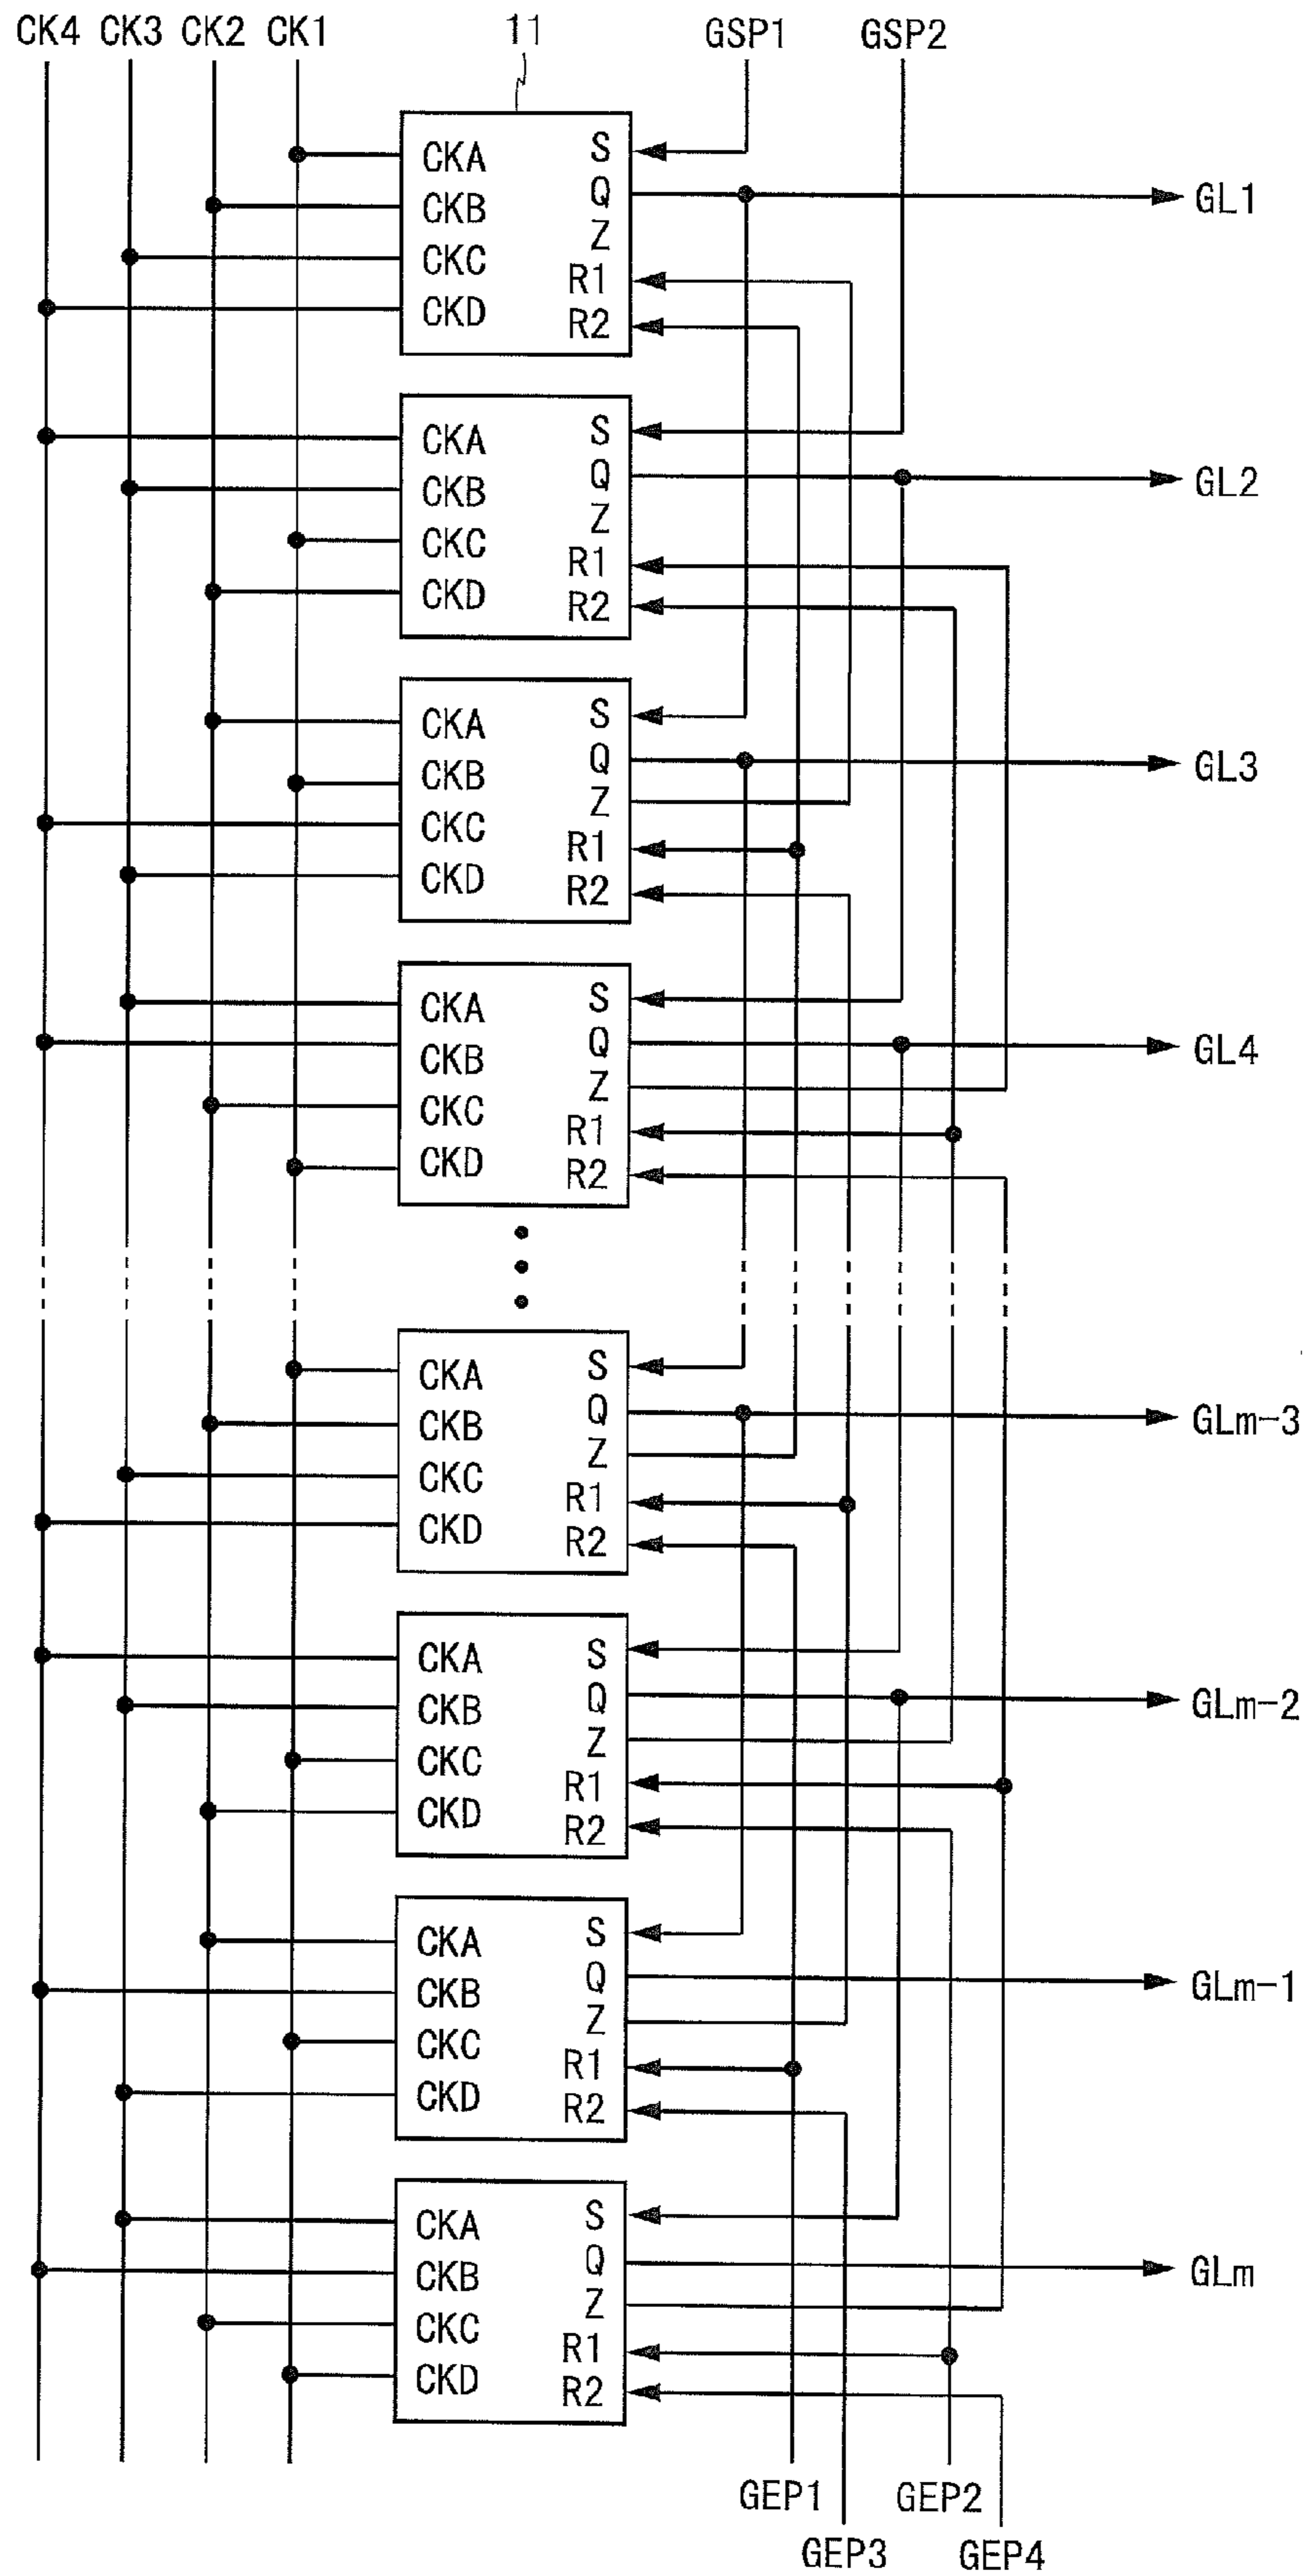 CK4 CK3 CK2 CK1 11 GSP1 GSP2
CKA S
CKB Q GL1
CKC Z
CKD R1
R2
CKA S
CKB Q GL2
CKC Z
CKD R1
R2
CKA S
CKB Q GL3
CKC Z
CKD R1
R2
CKA S
CKB Q GL4
CKC Z
CKD R1
R2
CKA S
CKB Q GLm-3
CKC Z
CKD R1
R2
CKA S
CKB Q GLm-2
CKC Z
CKD R1
R2
CKA S
CKB Q GLm-1
CKC Z
CKD R1
R2
CKA S
CKB Q GLm
CKC Z
CKD R1
R2
GEP1 GEP2
GEP3 GEP4